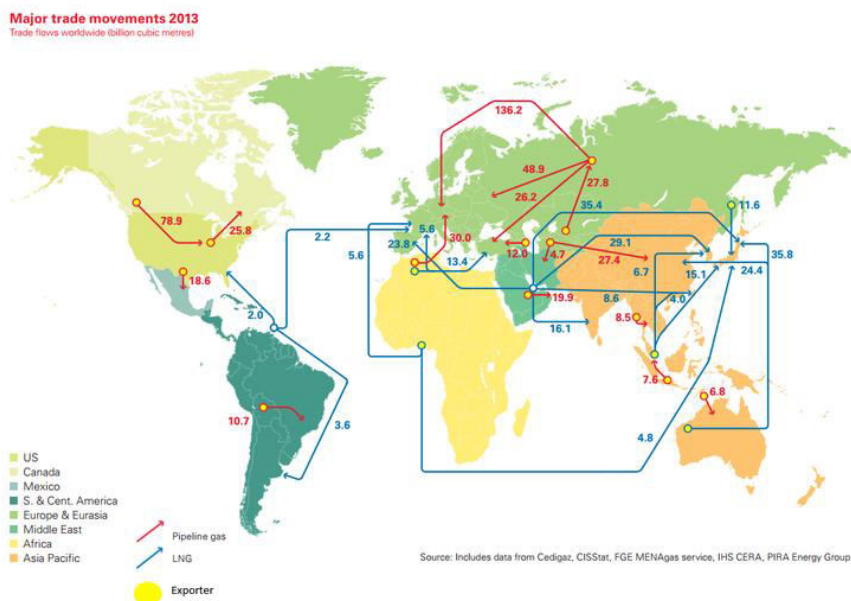 Major trade movements 2013
Trade flows worldwide (billion cubic metres)
136.2
48.9
27.8
26.2
35.4
11.6
78.9
25.8
2.2
5.6
5.6
23.8
30.0
13.4
12.0
4.7
29.1
27.4
6.7
15.1
24.4
35.8
18.6
2.0
19.9
8.6
4.0
16.1
8.5
7.6
6.8
10.7
3.6
4.8
US
Canada
Mexico
S. & Cent. America
Europe & Eurasia
Middle East
Africa
Asia Pacific
Pipeline gas
LNG
Exporter
Source: Includes data from Cedigaz, CISStat, FGE MENAgas service, IHS CERA, PIRA Energy Group